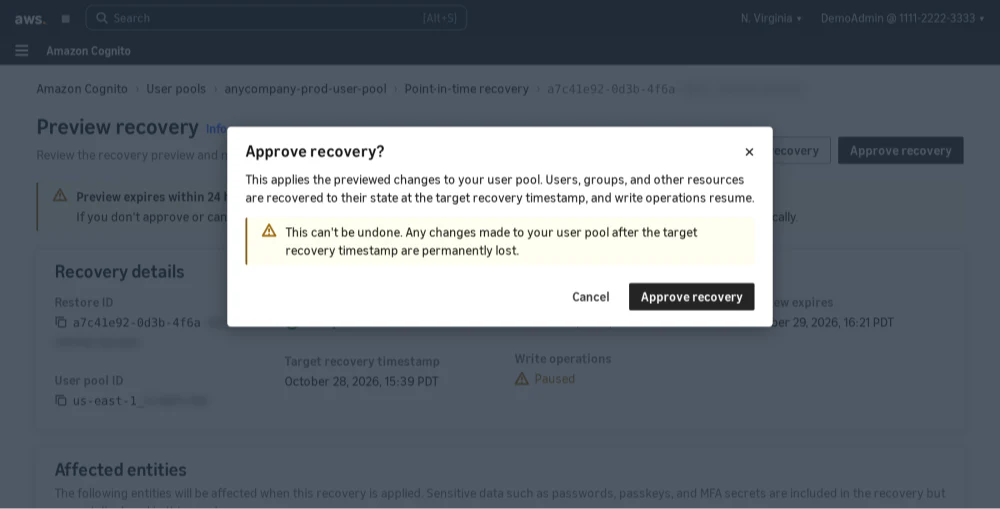 aws.
Search [Alt+S]
N. Virginia
DemoAdmin @ 1111-2222-3333
Amazon Cognito
Amazon Cognito › User pools › anycompany-prod-user-pool › Point-in-time recovery › a7c41e92-0d3b-4f6a
Preview recovery Info
ecovery
Approve recovery
Review the recovery preview and
Preview expires within 24
If you don't approve or can
cally.
Approve recovery?
This applies the previewed changes to your user pool. Users, groups, and other resources
are recovered to their state at the target recovery timestamp, and write operations resume.
This can't be undone. Any changes made to your user pool after the target
recovery timestamp are permanently lost.
Cancel
Approve recovery
Recovery details
Restore ID
a7c41e92-0d3b-4f6a
ew expires
ber 29, 2026, 16:21 PDT
Target recovery timestamp
October 28, 2026, 15:39 PDT
Write operations
Paused
User pool ID
us-east-1_
Affected entities
The following entities will be affected when this recovery is applied. Sensitive data such as passwords, passkeys, and MFA secrets are included in the recovery but